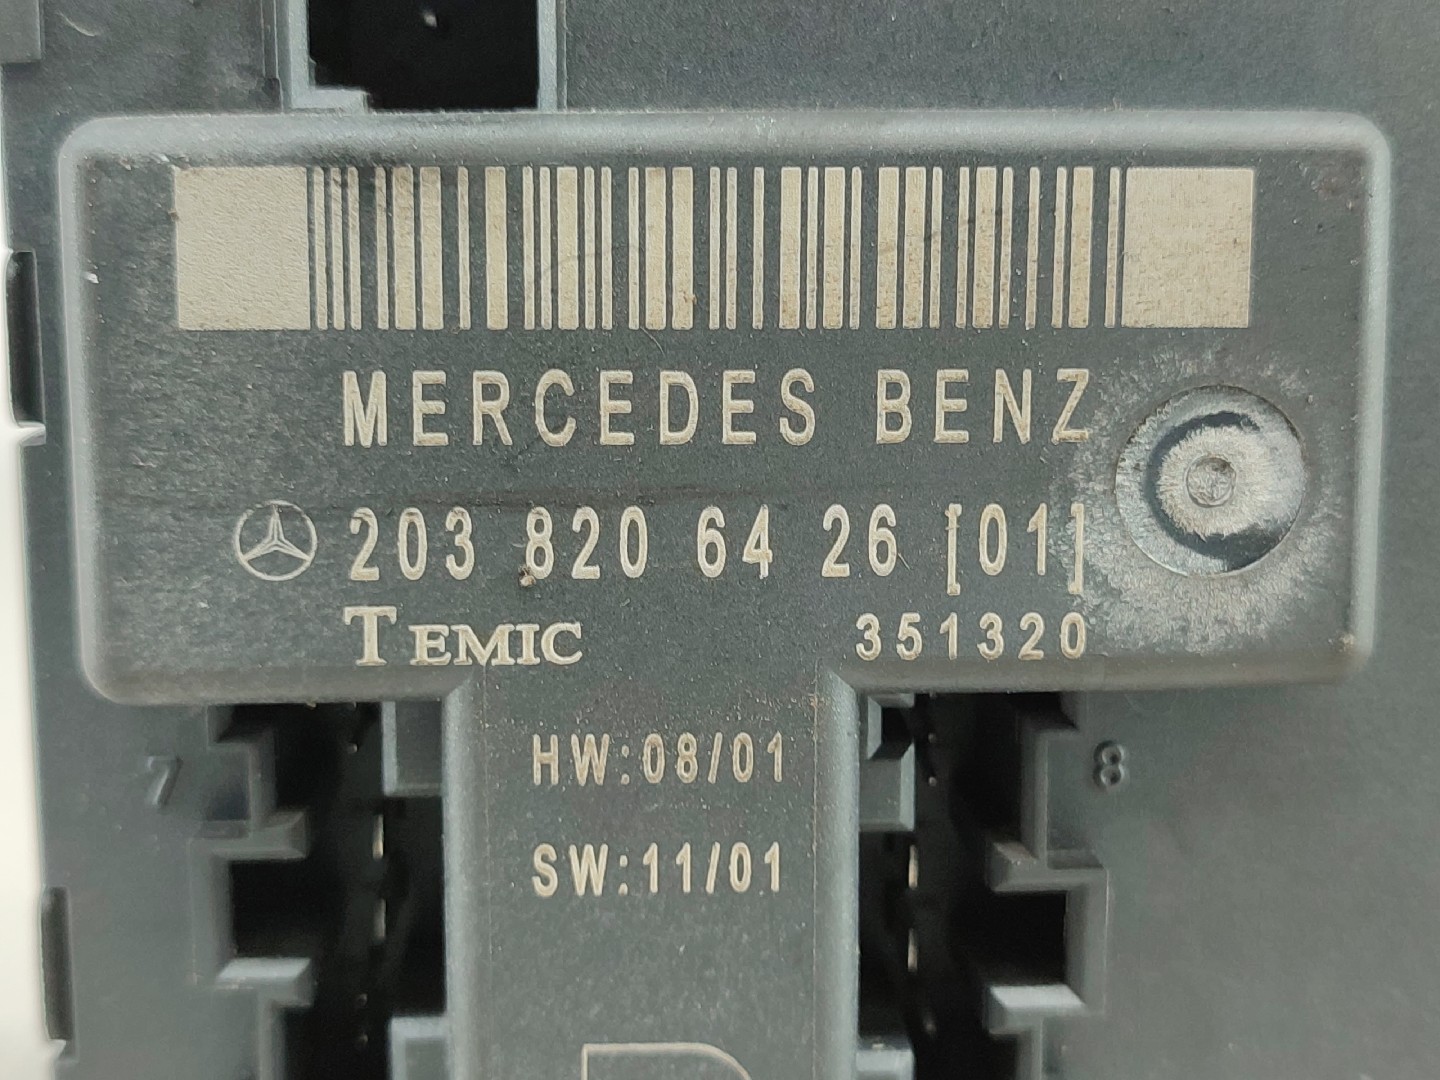 MERCEDES BENZ
203 820 64 26 [01]
TEMIC 351320
HW:08/01
7 8
SW:11/01